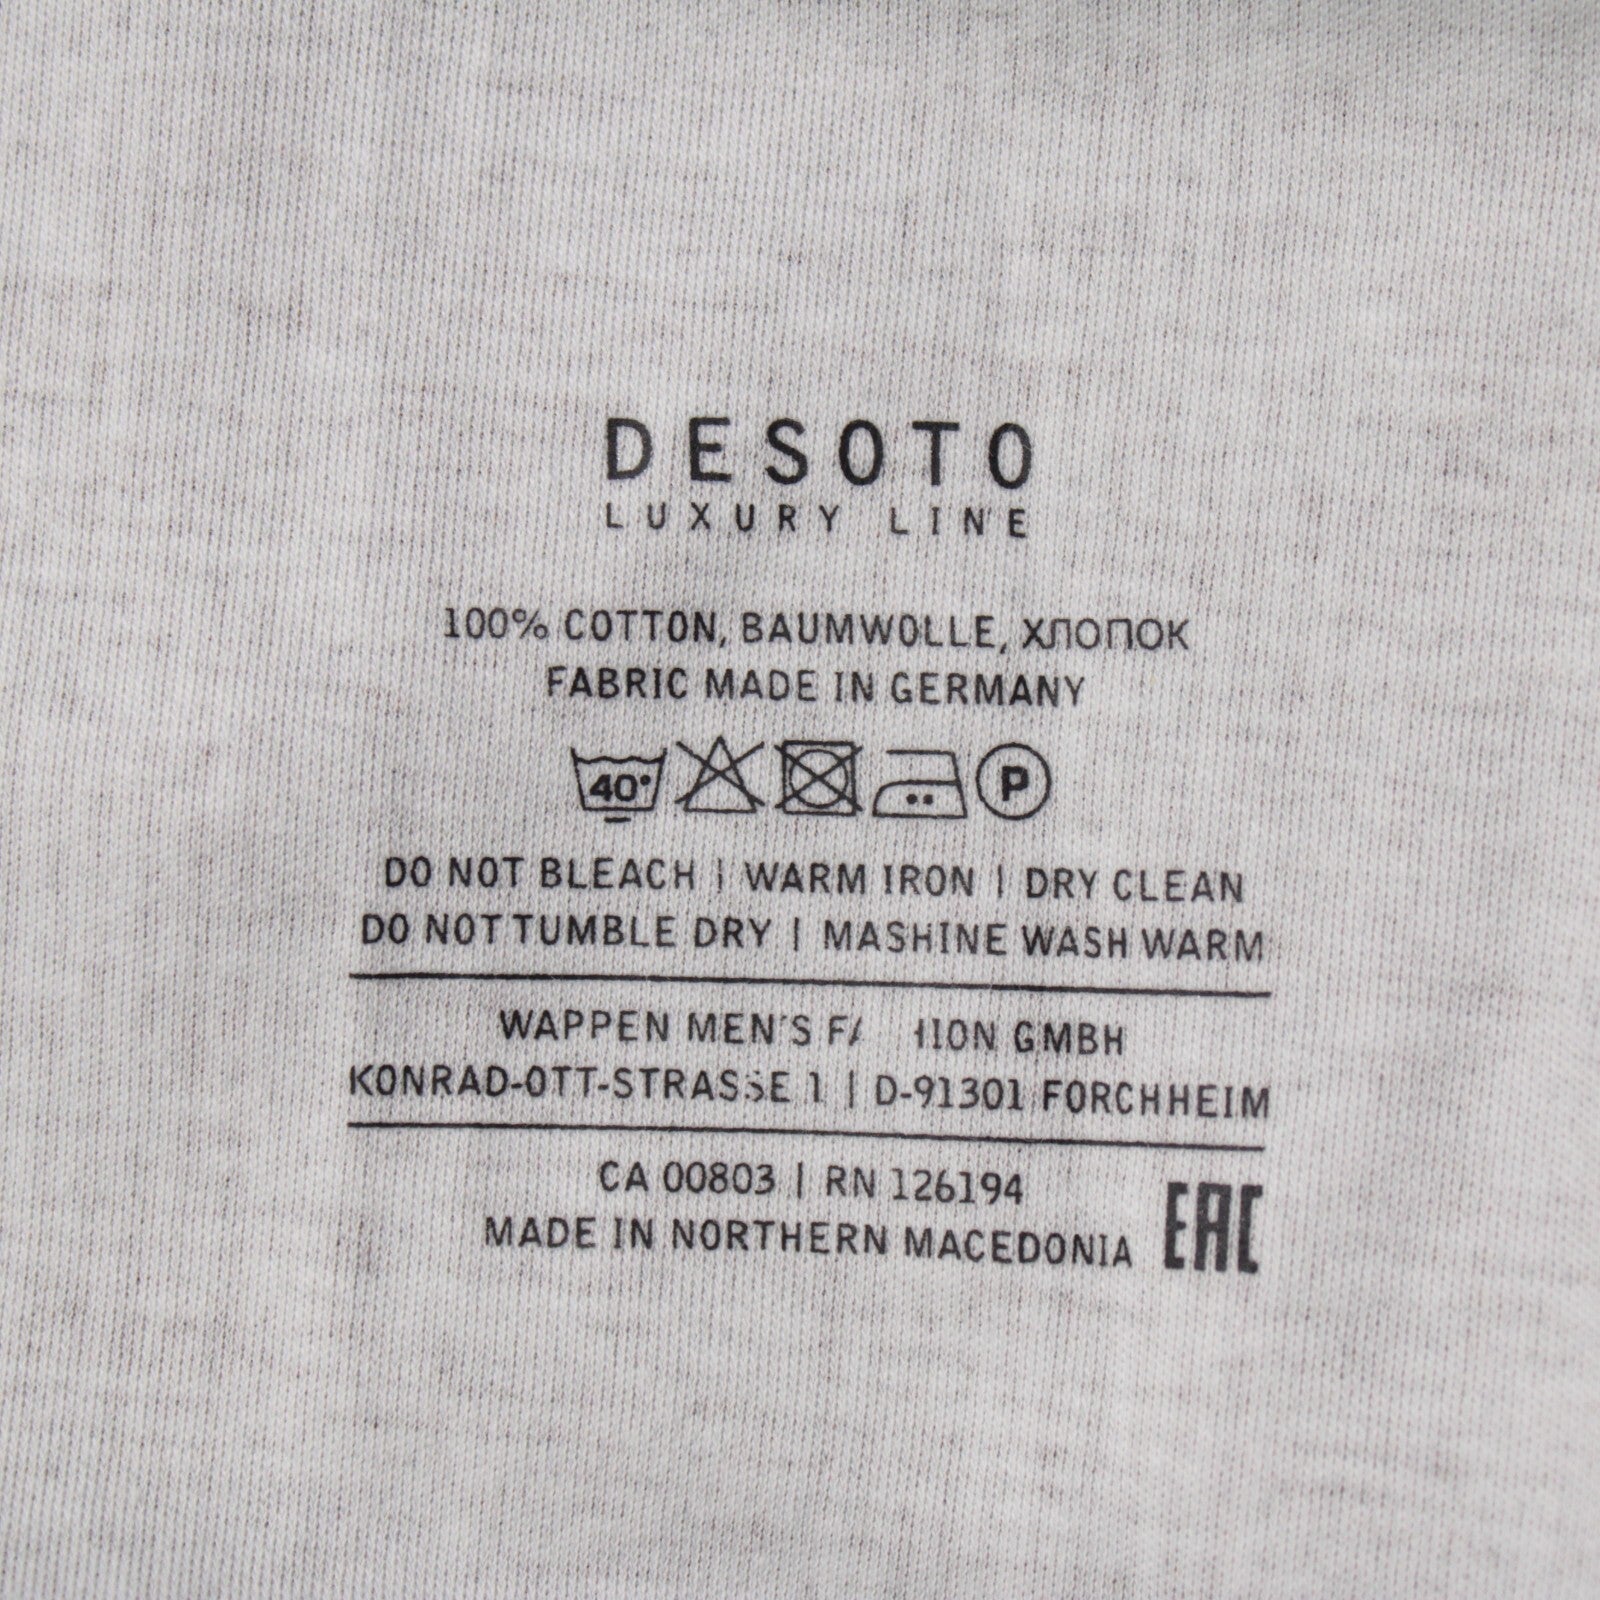 DESOTO
LUXURY LINE
100% COTTON, BAUMWOLLE, ХЛОПОК
FABRIC MADE IN GERMANY
40°
P
DO NOT BLEACH | WARM IRON | DRY CLEAN
DO NOT TUMBLE DRY | MASHINE WASH WARM
WAPPEN MEN'S GMBH
KONRAD-OTT-STRASSE 1 | D-91301 FORCHHEIM
CA 00803 | RN 126194
MADE IN NORTHERN MACEDONIA
EAC